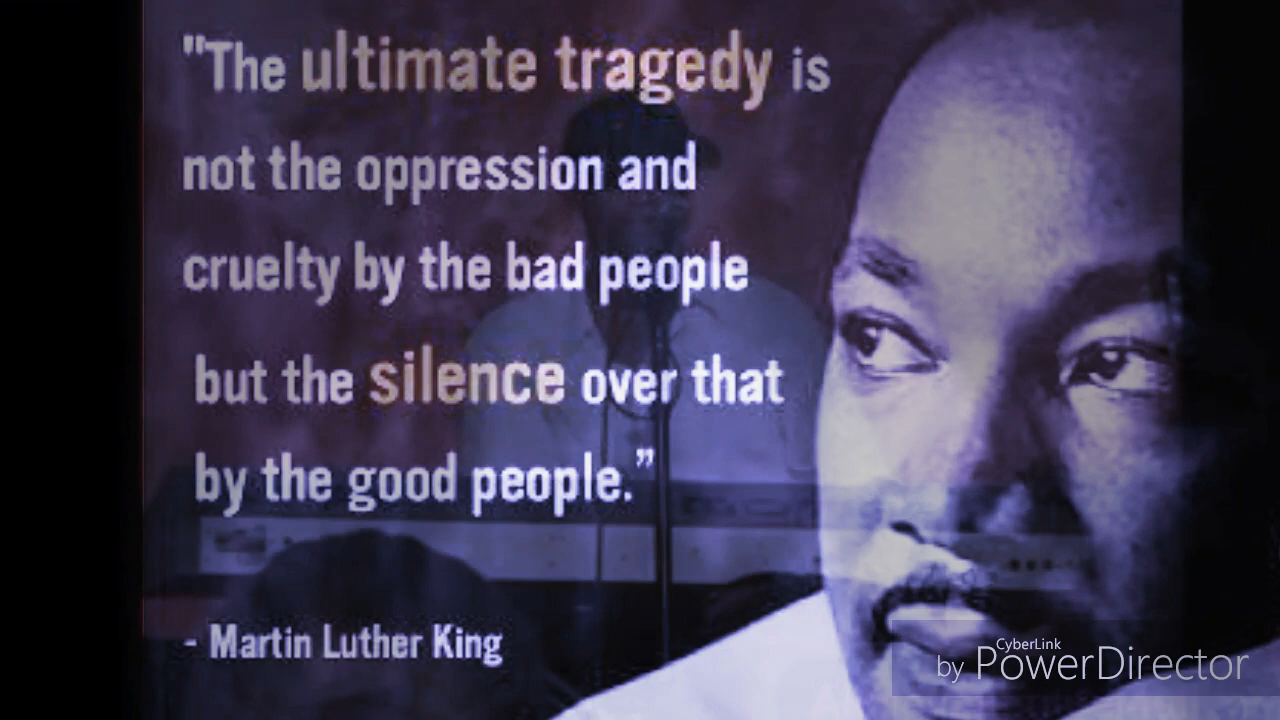 "The ultimate tragedy is
not the oppression and
cruelty by the bad people
but the silence over that
by the good people.”
- Martin Luther King
CyberLink
by PowerDirector